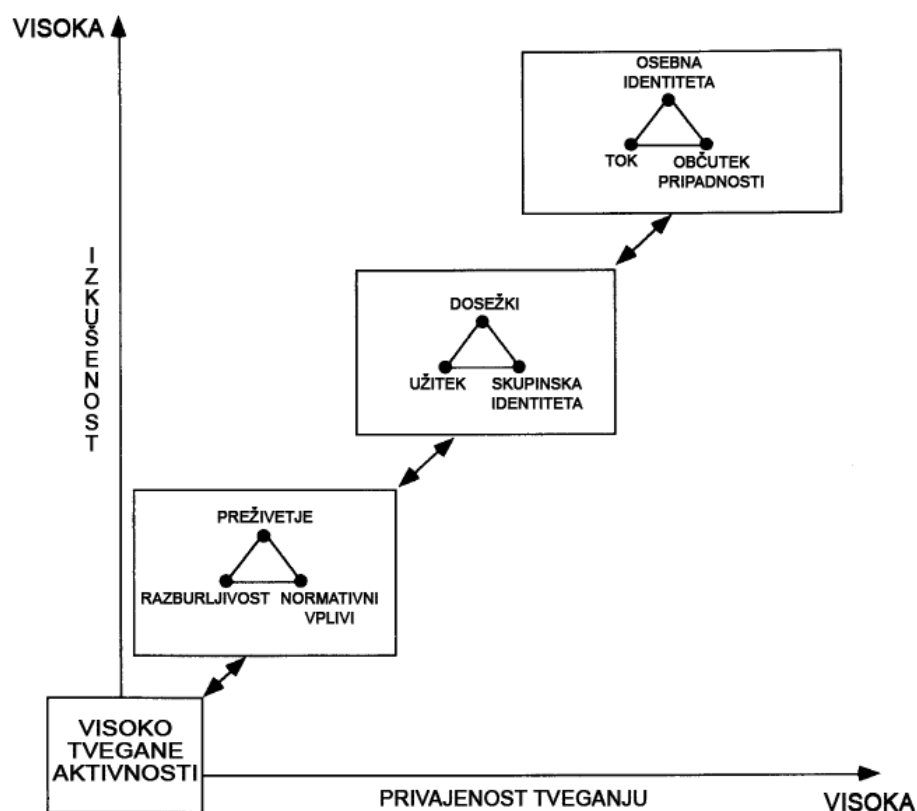 VISOKA
OSEBNA
IDENTITETA
TOK
OBČUTEK
PRIPADNOSTI
IZKUŠENOST
DOSEŽKI
UŽITEK
SKUPINSKA
IDENTITETA
PREŽIVETJE
RAZBURLJIVOST
NORMATIVNI
VPLIVI
VISOKO
TVEGANE
AKTIVNOSTI
PRIVAJENOST TVEGANJU
VISOKA